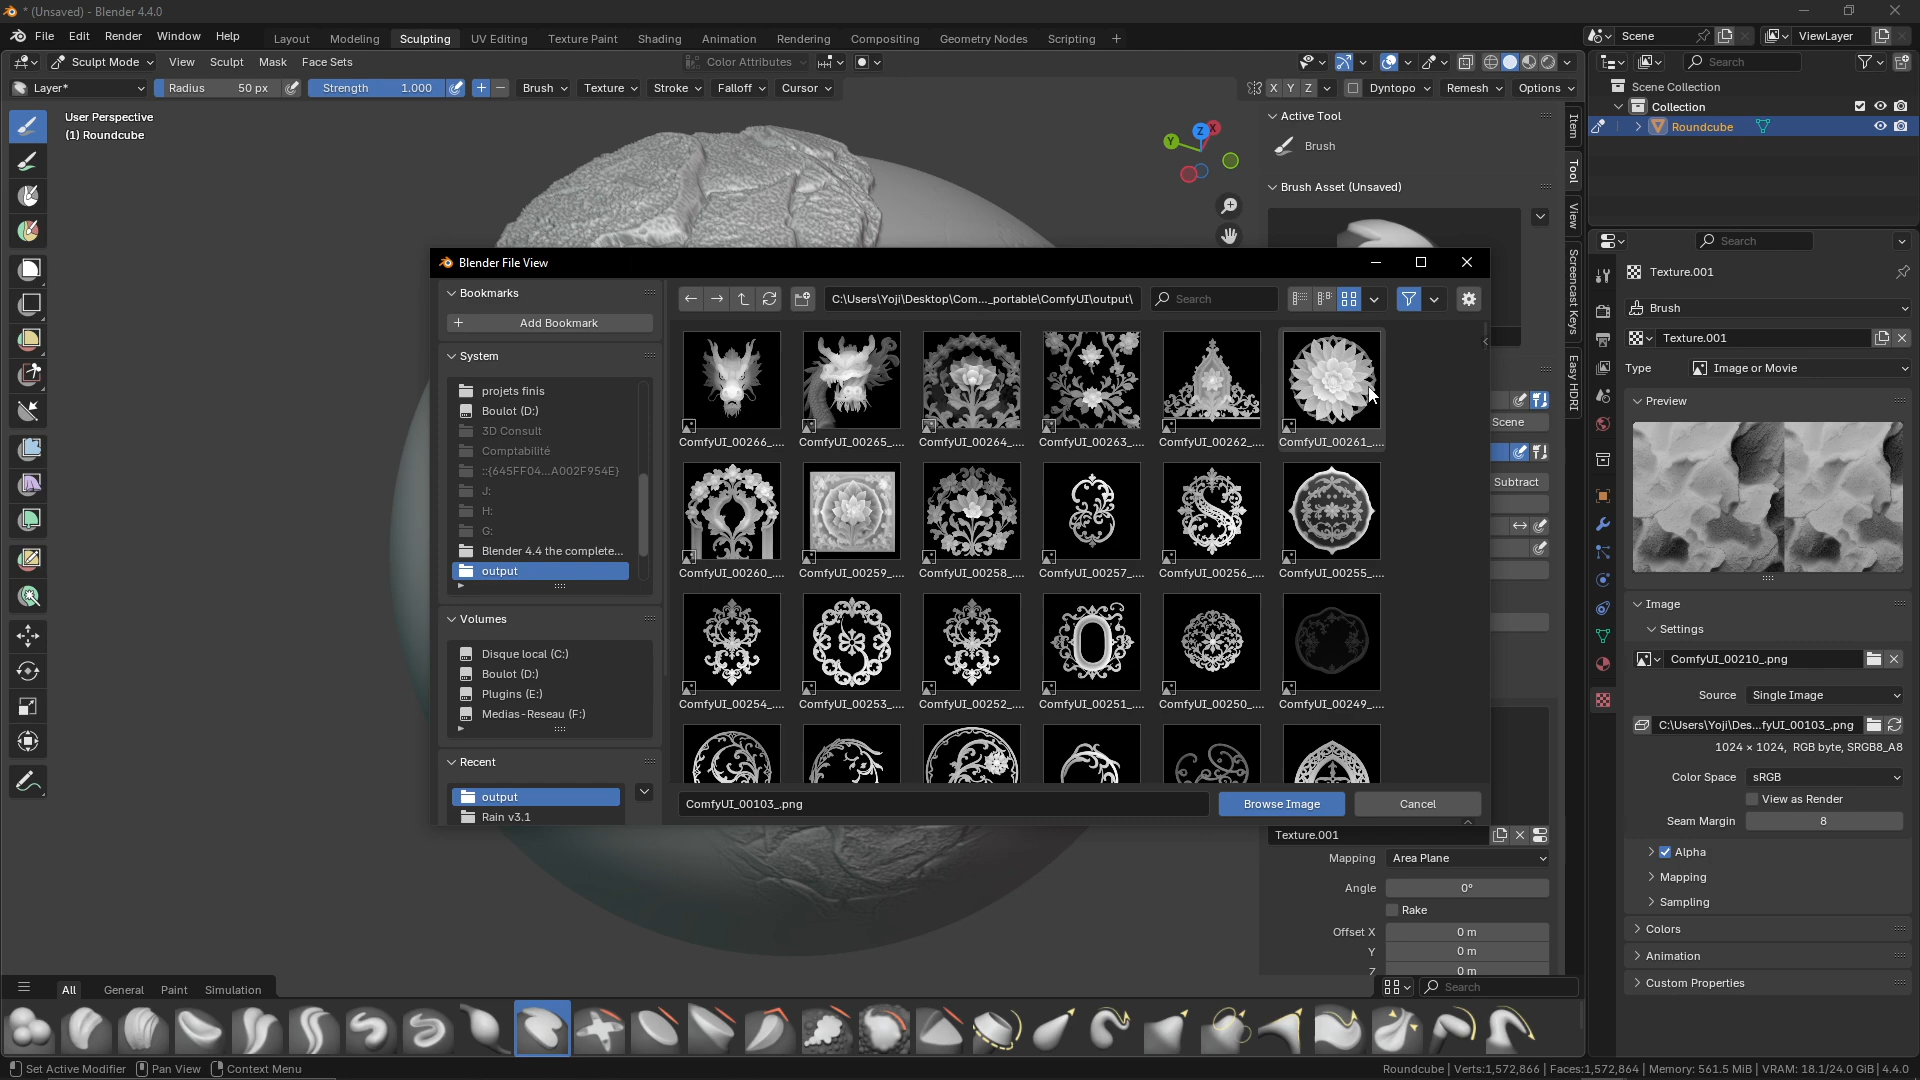 * (Unsaved) - Blender 4.4.0
File Edit Render Window Help Layout Modeling Sculpting UV Editing Texture Paint Shading Animation Rendering Compositing Geometry Nodes Scripting + Scene ViewLayer
Sculpt Mode View Sculpt Mask Face Sets Color Attributes Search
Layer* Radius 50 px Strength 1.000 Brush Texture Stroke Falloff Cursor X Y Z Dyntopo Remesh Options
Scene Collection
Collection
Roundcube
User Perspective
(1) Roundcube
Z X Y
Active Tool
Brush
Brush Asset (Unsaved)
Item
Tool
View
Screencast Keys
Easy HDRI
Blender File View
Bookmarks
Add Bookmark
System
projets finis
Boulot (D:)
3D Consult
Comptabilité
::{645FF04...A002F954E}
J:
H:
G:
Blender 4.4 the complete...
output
Volumes
Disque local (C:)
Boulot (D:)
Plugins (E:)
Medias-Reseau (F:)
Recent
output
Rain v3.1
C:\Users\Yoji\Desktop\Com..._portable\ComfyUI\output\ Search
ComfyUI_00266_.... ComfyUI_00265_.... ComfyUI_00264_.... ComfyUI_00263_.... ComfyUI_00262_.... ComfyUI_00261_....
ComfyUI_00260_.... ComfyUI_00259_.... ComfyUI_00258_.... ComfyUI_00257_.... ComfyUI_00256_.... ComfyUI_00255_....
ComfyUI_00254_.... ComfyUI_00253_.... ComfyUI_00252_.... ComfyUI_00251_.... ComfyUI_00250_.... ComfyUI_00249_....
ComfyUI_00103_.png Browse Image Cancel
Scene
Subtract
Texture.001
Mapping Area Plane
Angle 0°
Rake
Offset X 0 m
Y 0 m
Z 0 m
Search
Texture.001
Brush
Texture.001
Type Image or Movie
Preview
Image
Settings
ComfyUI_00210_.png
Source Single Image
C:\Users\Yoji\Des...fyUI_00103_.png
1024 × 1024, RGB byte, SRGB8_A8
Color Space sRGB
View as Render
Seam Margin 8
Alpha
Mapping
Sampling
Colors
Animation
Custom Properties
All General Paint Simulation Search
Set Active Modifier Pan View Context Menu Roundcube | Verts:1,572,866 | Faces:1,572,864 | Memory: 561.5 MiB | VRAM: 18.1/24.0 GiB | 4.4.0